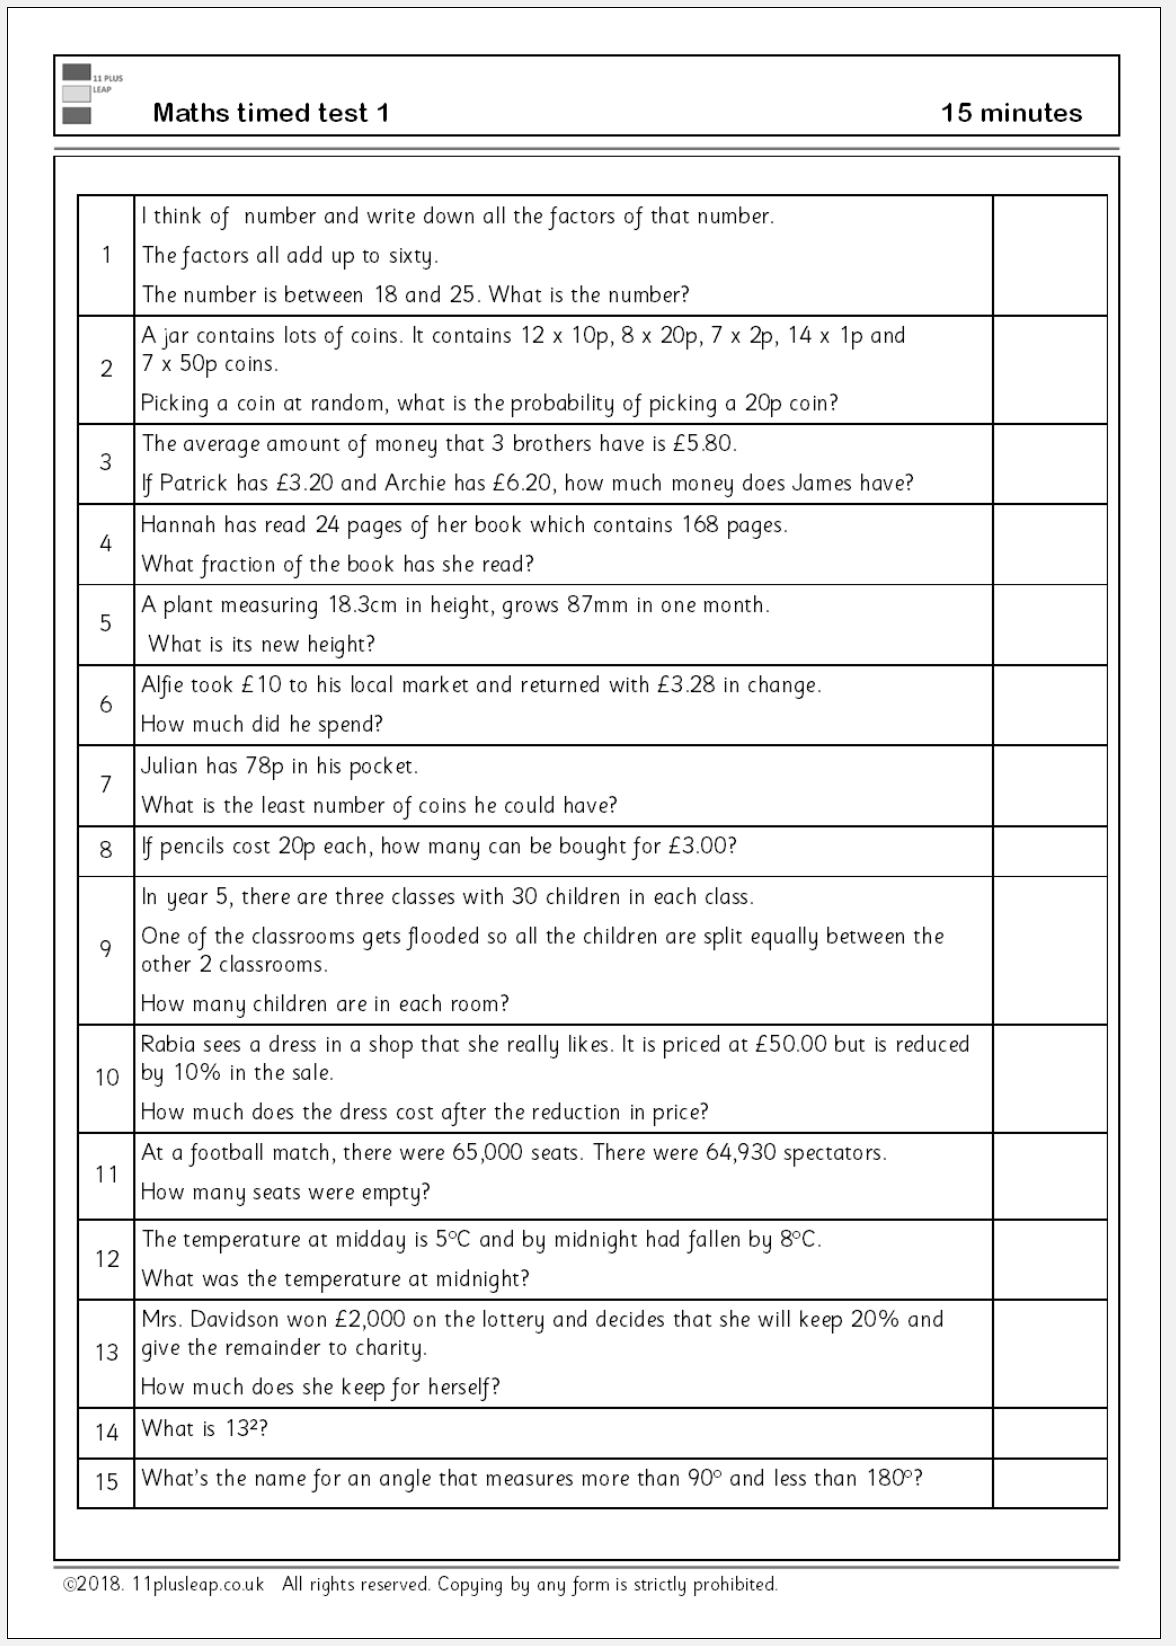 11 PLUS
LEAP
Maths timed test 1 15 minutes
1
I think of  number and write down all the factors of that number.
The factors all add up to sixty.
The number is between 18 and 25. What is the number?
2
A jar contains lots of coins. It contains 12 x 10p, 8 x 20p, 7 x 2p, 14 x 1p and
7 x 50p coins.
Picking a coin at random, what is the probability of picking a 20p coin?
3
The average amount of money that 3 brothers have is £5.80.
If Patrick has £3.20 and Archie has £6.20, how much money does James have?
4
Hannah has read 24 pages of her book which contains 168 pages.
What fraction of the book has she read?
5
A plant measuring 18.3cm in height, grows 87mm in one month.
What is its new height?
6
Alfie took £10 to his local market and returned with £3.28 in change.
How much did he spend?
7
Julian has 78p in his pocket.
What is the least number of coins he could have?
8
If pencils cost 20p each, how many can be bought for £3.00?
9
In year 5, there are three classes with 30 children in each class.
One of the classrooms gets flooded so all the children are split equally between the
other 2 classrooms.
How many children are in each room?
10
Rabia sees a dress in a shop that she really likes. It is priced at £50.00 but is reduced
by 10% in the sale.
How much does the dress cost after the reduction in price?
11
At a football match, there were 65,000 seats. There were 64,930 spectators.
How many seats were empty?
12
The temperature at midday is 5°C and by midnight had fallen by 8°C.
What was the temperature at midnight?
13
Mrs. Davidson won £2,000 on the lottery and decides that she will keep 20% and
give the remainder to charity.
How much does she keep for herself?
14
What is 13²?
15
What's the name for an angle that measures more than 90° and less than 180°?
©2018. 11plusleap.co.uk   All rights reserved. Copying by any form is strictly prohibited.